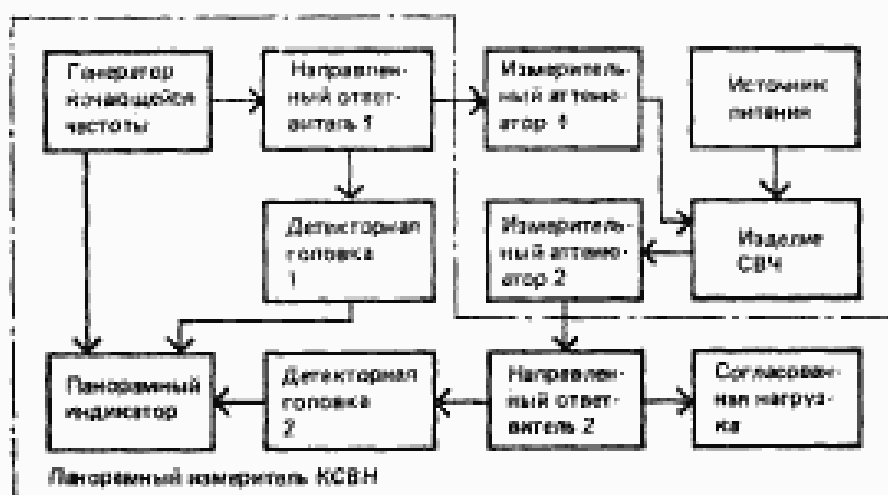 Генератор
качающейся
частоты
Направлен-
ный ответ-
витель 1
Измеритель-
ный аттеню-
атор 1
Источник
питания
Детекторная
головка
1
Измеритель-
ный аттеню-
атор 2
Изделие
СВЧ
Панорамный
индикатор
Детекторная
головка
2
Направлен-
ный ответ-
витель 2
Согласован-
ная нагруз-
ка
Панорамный измеритель КСВН